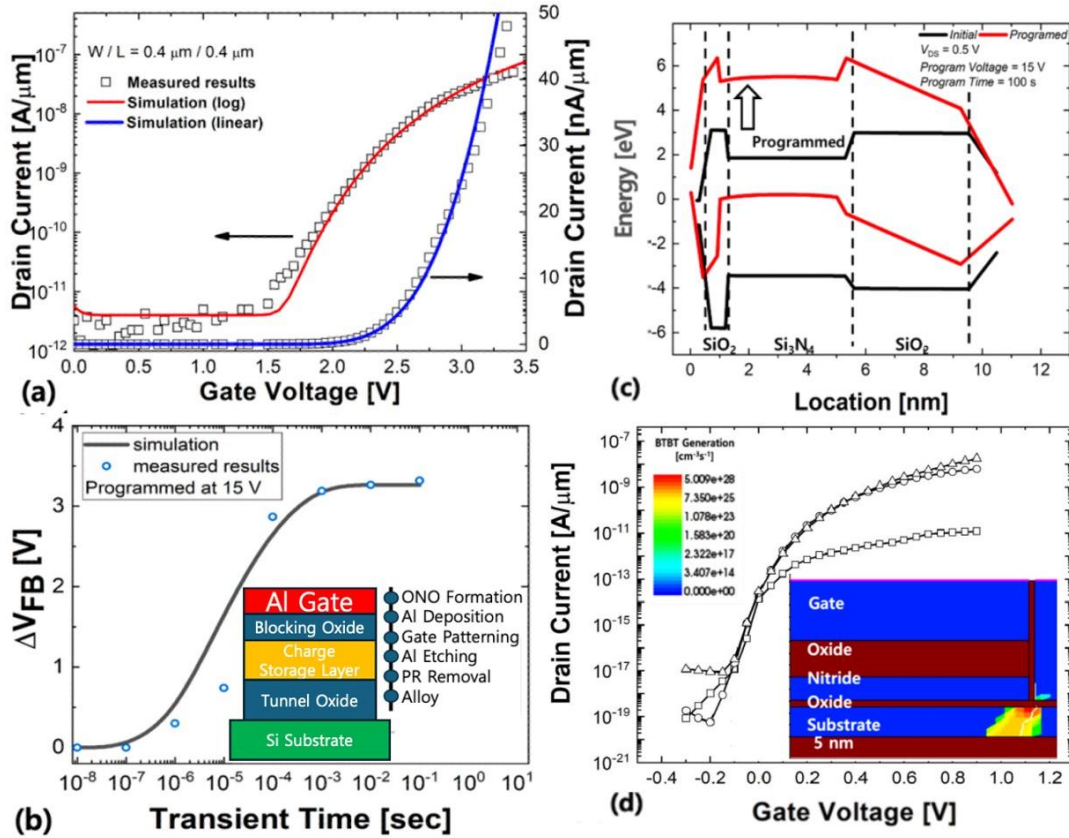 W / L = 0.4 μm / 0.4 μm
Measured results
Simulation (log)
Simulation (linear)
10⁻⁷
10⁻⁸
10⁻⁹
10⁻¹⁰
10⁻¹¹
10⁻¹²
50
40
30
20
10
0
0.0 0.5 1.0 1.5 2.0 2.5 3.0 3.5
Drain Current [A/μm]
Drain Current [nA/μm]
Gate Voltage [V]
(a)
Initial Programed
V_DS = 0.5 V
Program Voltage = 15 V
Program Time = 100 s
Programmed
6
4
2
0
-2
-4
-6
SiO₂ Si₃N₄ SiO₂
0 2 4 6 8 10 12
Energy [eV]
Location [nm]
(c)
simulation
measured results
Programmed at 15 V
4
3
2
1
0
ΔV_FB [V]
Al Gate
Blocking Oxide
Charge
Storage Layer
Tunnel Oxide
Si Substrate
ONO Formation
Al Deposition
Gate Patterning
Al Etching
PR Removal
Alloy
10⁻⁸ 10⁻⁷ 10⁻⁶ 10⁻⁵ 10⁻⁴ 10⁻³ 10⁻² 10⁻¹ 10⁰ 10¹
Transient Time [sec]
(b)
BTBT Generation
[cm⁻³s⁻¹]
5.009e+28
7.350e+25
1.078e+23
1.583e+20
2.322e+17
3.407e+14
0.000e+00
10⁻⁷
10⁻⁹
10⁻¹¹
10⁻¹³
10⁻¹⁵
10⁻¹⁷
10⁻¹⁹
10⁻²¹
Drain Current [A/μm]
Gate
Oxide
Nitride
Oxide
Substrate
5 nm
-0.4 -0.2 0.0 0.2 0.4 0.6 0.8 1.0 1.2
Gate Voltage [V]
(d)